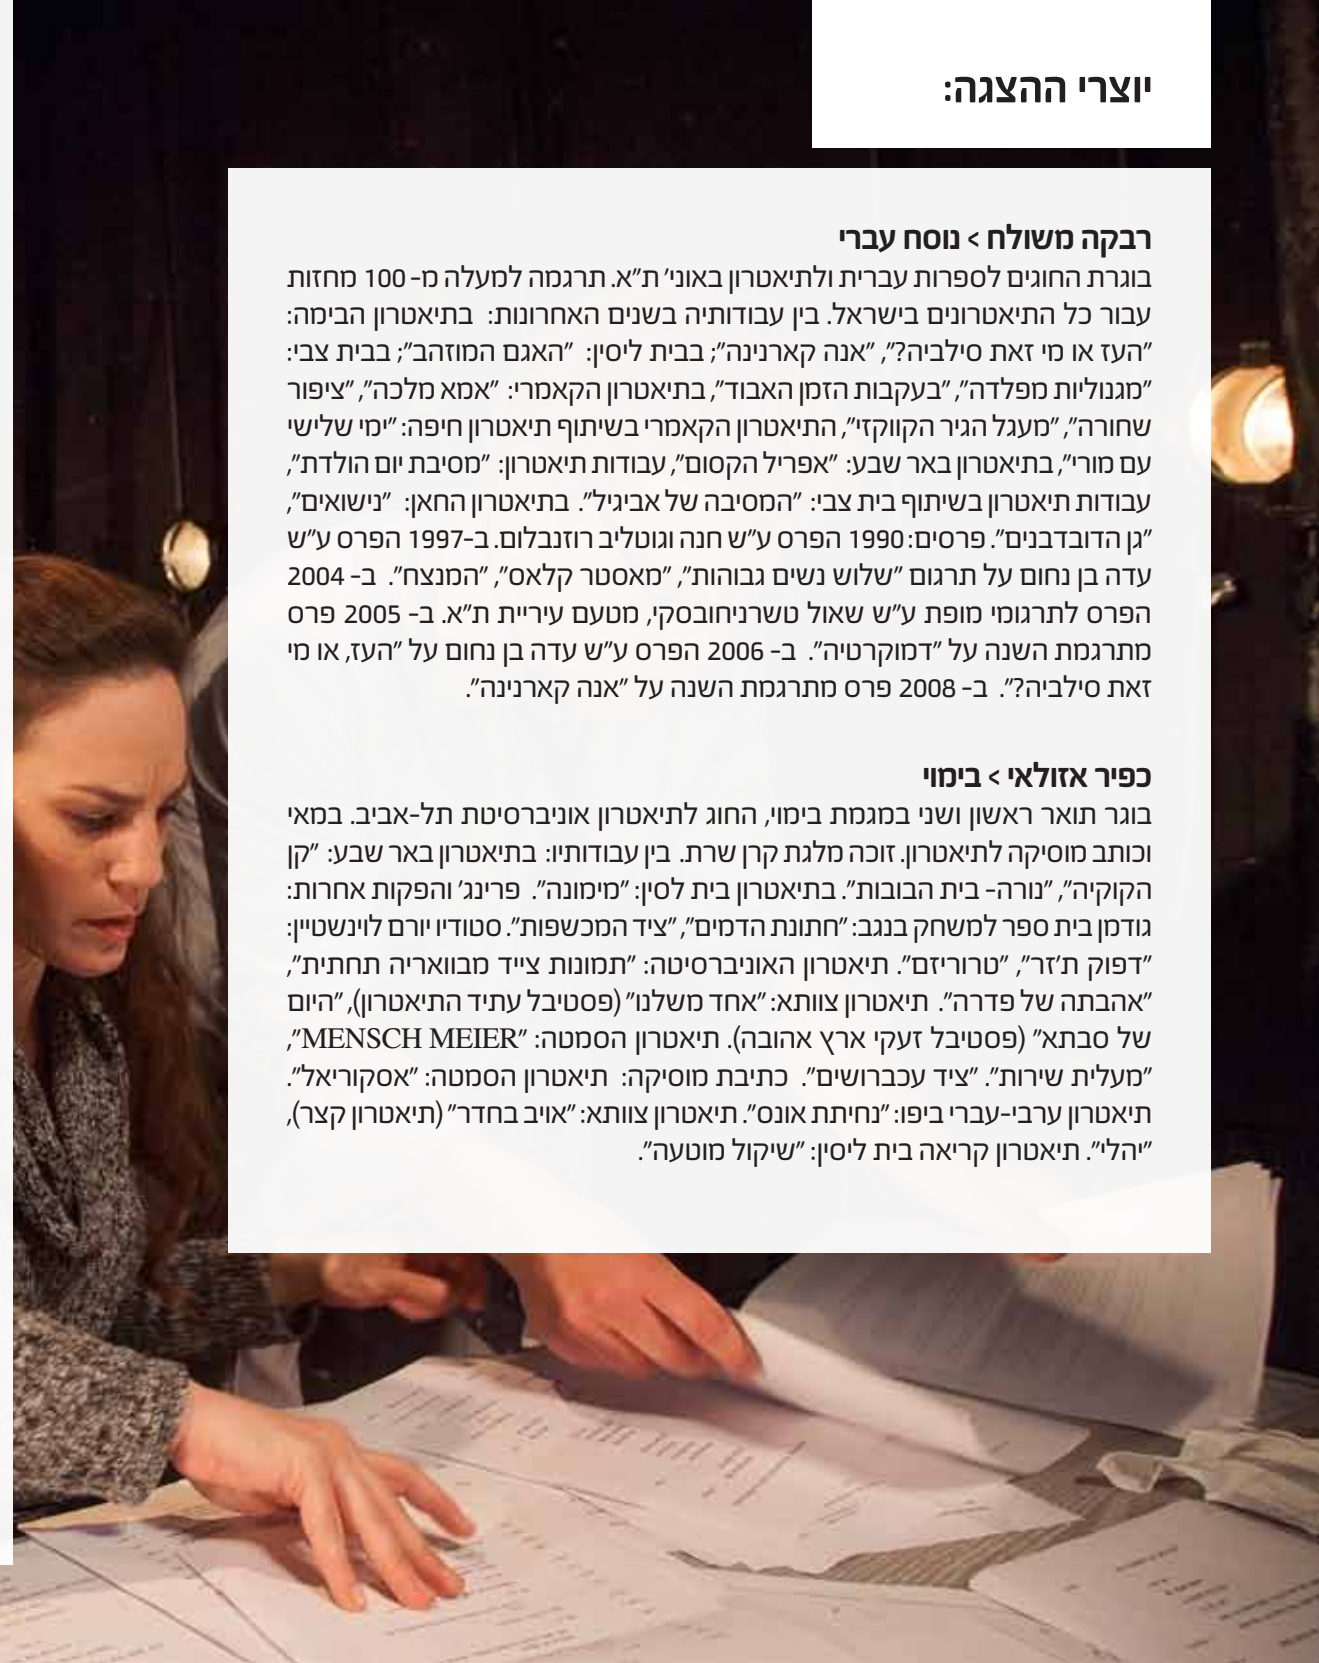 יוצרי ההצגה:
רבקה משולח > נוסח עברי
בוגרת החוגים לספרות עברית ולתיאטרון באוני׳ ת״א. תרגמה למעלה מ- 100 מחזות
עבור כל התיאטרונים בישראל. בין עבודותיה בשנים האחרונות: בתיאטרון הבימה:
״העז או מי זאת סילביה?״, ״אנה קארנינה״; בבית ליסין: ״האגם המוזהב״; בבית צבי:
״מגנוליות מפלדה״, ״בעקבות הזמן האבוד״, בתיאטרון הקאמרי: ״אמא מלכה״, ״ציפור
שחורה״, ״מעגל הגיר הקווקזי״, התיאטרון הקאמרי בשיתוף תיאטרון חיפה: ״ימי שלישי
עם מורי״, בתיאטרון באר שבע: ״אפריל הקסום״, עבודות תיאטרון: ״מסיבת יום הולדת״,
עבודות תיאטרון בשיתוף בית צבי: ״המסיבה של אביגיל״. בתיאטרון החאן: ״נישואים״,
״גן הדובדבנים״. פרסים: 1990 הפרס ע״ש חנה וגוטליב רוזנבלום. ב-1997 הפרס ע״ש
עדה בן נחום על תרגום ״שלוש נשים גבוהות״, ״מאסטר קלאס״, ״המנצח״. ב- 2004
הפרס לתרגומי מופת ע״ש שאול טשרניחובסקי, מטעם עיריית ת״א. ב- 2005 פרס
מתרגמת השנה על ״דמוקרטיה״. ב- 2006 הפרס ע״ש עדה בן נחום על ״העז, או מי
זאת סילביה?״. ב- 2008 פרס מתרגמת השנה על ״אנה קארנינה״.
כפיר אזולאי > בימוי
בוגר תואר ראשון ושני במגמת בימוי, החוג לתיאטרון אוניברסיטת תל-אביב. במאי
וכותב מוסיקה לתיאטרון. זוכה מלגת קרן שרת. בין עבודותיו: בתיאטרון באר שבע: ״קן
הקוקיה״, ״נורה- בית הבובות״. בתיאטרון בית לסין: ״מימונה״. פרינג׳ והפקות אחרות:
גודמן בית ספר למשחק בנגב: ״חתונת הדמים״, ״ציד המכשפות״. סטודיו יורם לוינשטיין:
״דפוק ת׳זר״, ״טרוריזם״. תיאטרון האוניברסיטה: ״תמונות צייד מבוואריה תחתית״,
״אהבתה של פדרה״. תיאטרון צוותא: ״אחד משלנו״ (פסטיבל עתיד התיאטרון), ״היום
של סבתא״ (פסטיבל זעקי ארץ אהובה). תיאטרון הסמטה: ״MENSCH MEIER״,
״מעלית שירות״. ״ציד עכברושים״. כתיבת מוסיקה: תיאטרון הסמטה: ״אסקוריאל״.
תיאטרון ערבי-עברי ביפו: ״נחיתת אונס״. תיאטרון צוותא: ״אויב בחדר״ (תיאטרון קצר),
״יהלי״. תיאטרון קריאה בית ליסין: ״שיקול מוטעה״.